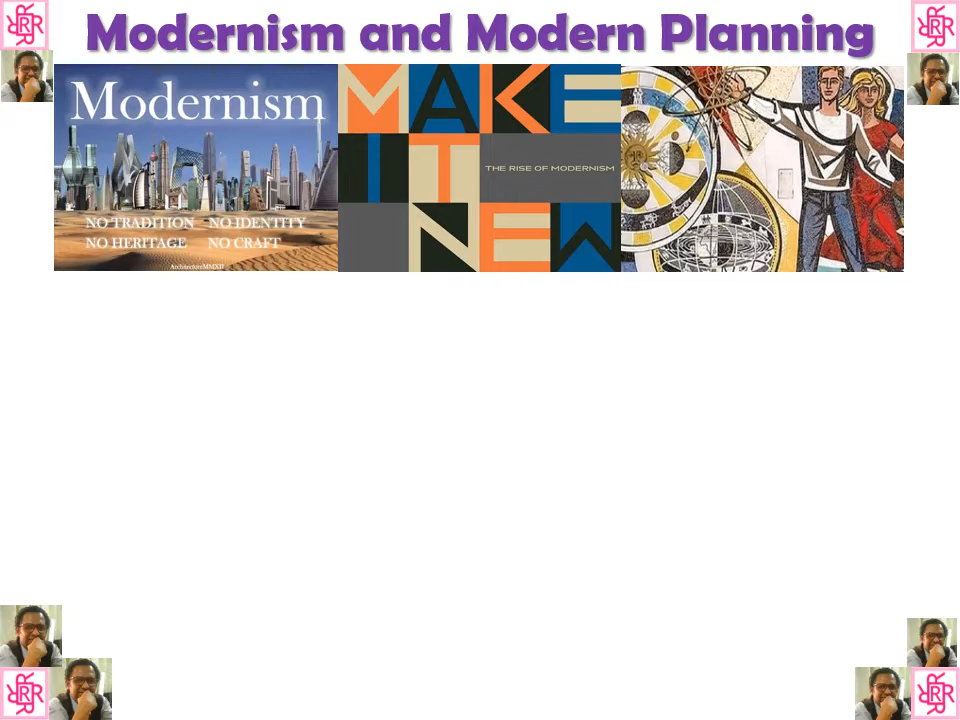 Modernism and Modern Planning
Modernism
NO TRADITION NO IDENTITY
NO HERITAGE NO CRAFT
ArchitectureMMXII
MAKE
IT
THE RISE OF MODERNISM
NEW